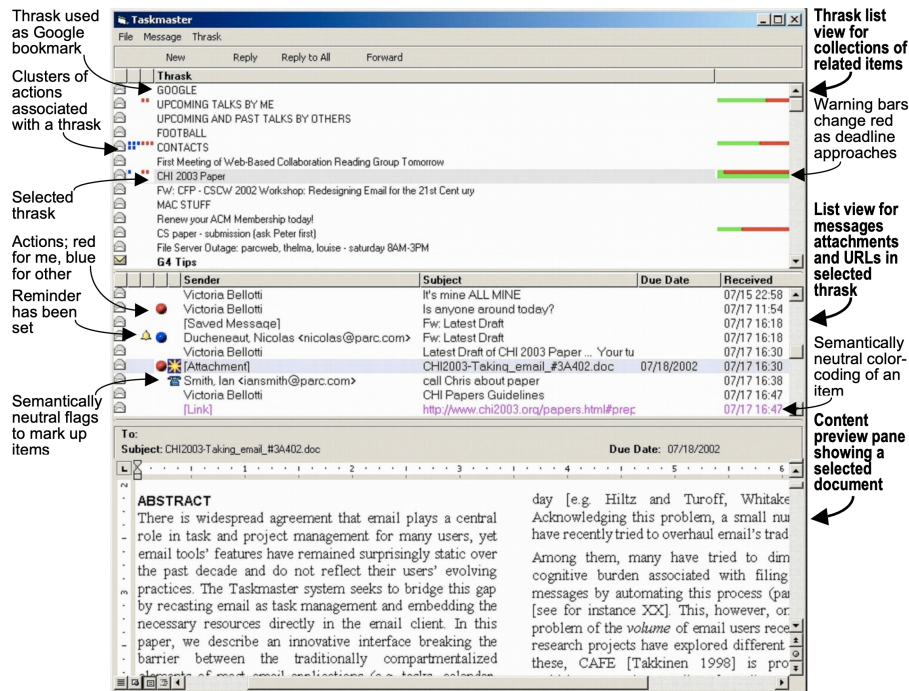 Thrask used
as Google
bookmark
Clusters of
actions
associated
with a thrask
Selected
thrask
Actions; red
for me, blue
for other
Reminder
has been
set
Semantically
neutral flags
to mark up
items
Taskmaster
File Message Thrask
New Reply Reply to All Forward
Thrask
GOOGLE
UPCOMING TALKS BY ME
UPCOMING AND PAST TALKS BY OTHERS
FOOTBALL
CONTACTS
First Meeting of Web-Based Collaboration Reading Group Tomorrow
CHI 2003 Paper
FW: CFP - CSCW 2002 Workshop: Redesigning Email for the 21st Cent ury
MAC STUFF
Renew your ACM Membership today!
CS paper - submission (ask Peter first)
File Server Outage: parcweb, thelma, louise - saturday 8AM-3PM
G4 Tips
Sender Subject Due Date Received
Victoria Bellotti It's mine ALL MINE 07/15 22:58
Victoria Bellotti Is anyone around today? 07/17 11:54
[Saved Message] Fw: Latest Draft 07/17 16:18
Ducheneaut, Nicolas <nicolas@parc.com> Fw: Latest Draft 07/17 16:18
Victoria Bellotti Latest Draft of CHI 2003 Paper ... Your tu 07/17 16:30
[Attachment] CHI2003-Taking_email_#3A402.doc 07/18/2002 07/17 16:30
Smith, Ian <iansmith@parc.com> call Chris about paper 07/17 16:38
Victoria Bellotti CHI Papers Guidelines 07/17 16:47
[Link] http://www.chi2003.org/papers.html#prep 07/17 16:47
To:
Subject: CHI2003-Taking_email_#3A402.doc Due Date: 07/18/2002
L 1 2 3 4 5 6
2
3
ABSTRACT
There is widespread agreement that email plays a central
role in task and project management for many users, yet
email tools' features have remained surprisingly static over
the past decade and do not reflect their users' evolving
practices. The Taskmaster system seeks to bridge this gap
by recasting email as task management and embedding the
necessary resources directly in the email client. In this
paper, we describe an innovative interface breaking the
barrier between the traditionally compartmentalized
elements of most email applications (e.g. tasks, calendar,
day [e.g. Hiltz and Turoff, Whitake
Acknowledging this problem, a small nu
have recently tried to overhaul email's trad
Among them, many have tried to dim
cognitive burden associated with filing
messages by automating this process (pa
[see for instance XX]. This, however, on
problem of the volume of email users rece
research projects have explored different
these, CAFE [Takkinen 1998] is pro
Thrask list
view for
collections of
related items
Warning bars
change red
as deadline
approaches
List view for
messages
attachments
and URLs in
selected
thrask
Semantically
neutral color-
coding of an
item
Content
preview pane
showing a
selected
document